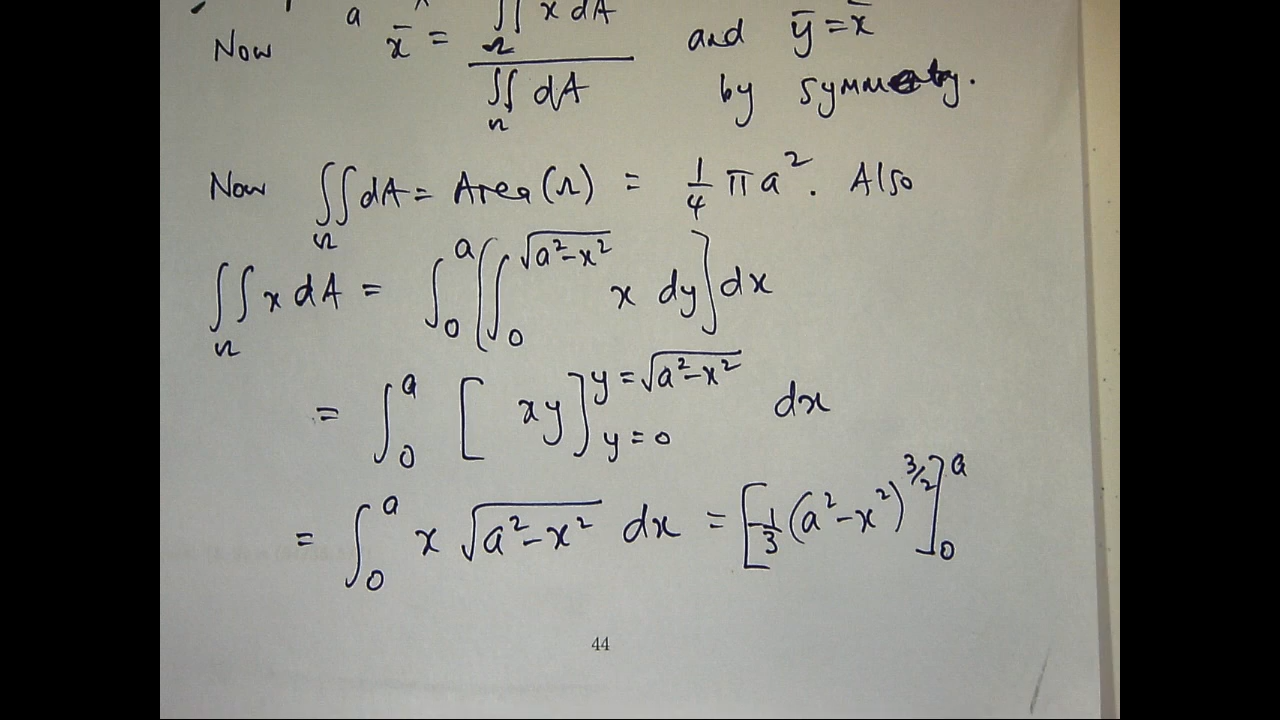 a
Now x̄ = ∬_Ω x dA / ∬_Ω dA and ȳ = x̄
by symmetry.
Now ∬_Ω dA = Area(Ω) = 1/4 π a². Also
∬_Ω x dA = ∫_0^a [∫_0^{√(a²-x²)} x dy] dx
= ∫_0^a [xy]_{y=0}^{y=√(a²-x²)} dx
= ∫_0^a x √(a²-x²) dx = [-1/3 (a²-x²)^{3/2}]_0^a
44